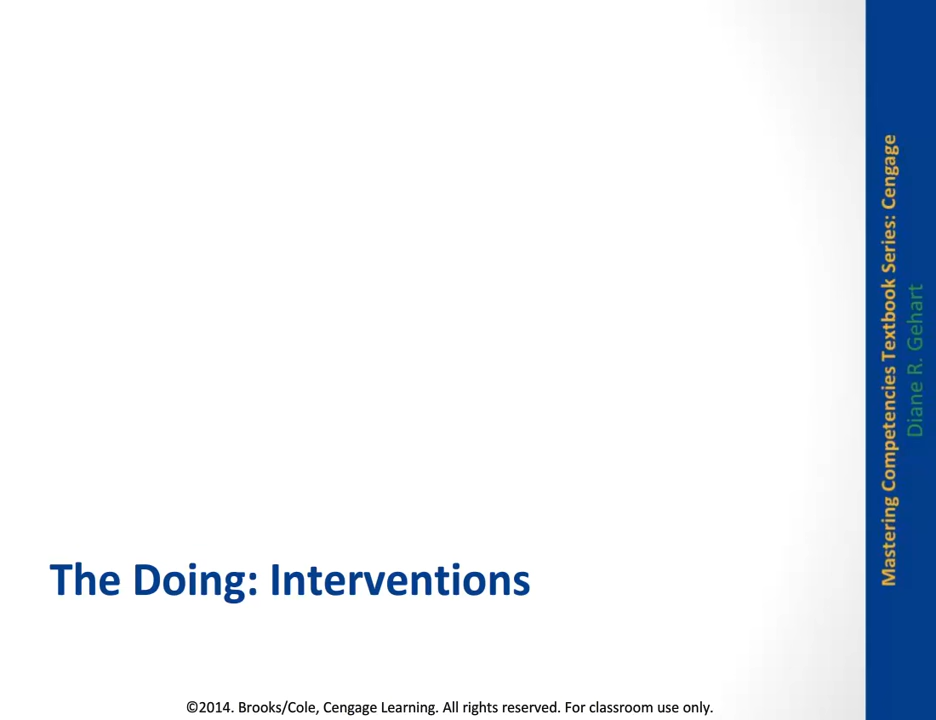 The Doing: Interventions
©2014. Brooks/Cole, Cengage Learning. All rights reserved. For classroom use only.
Mastering Competencies Textbook Series: Cengage
Diane R. Gehart